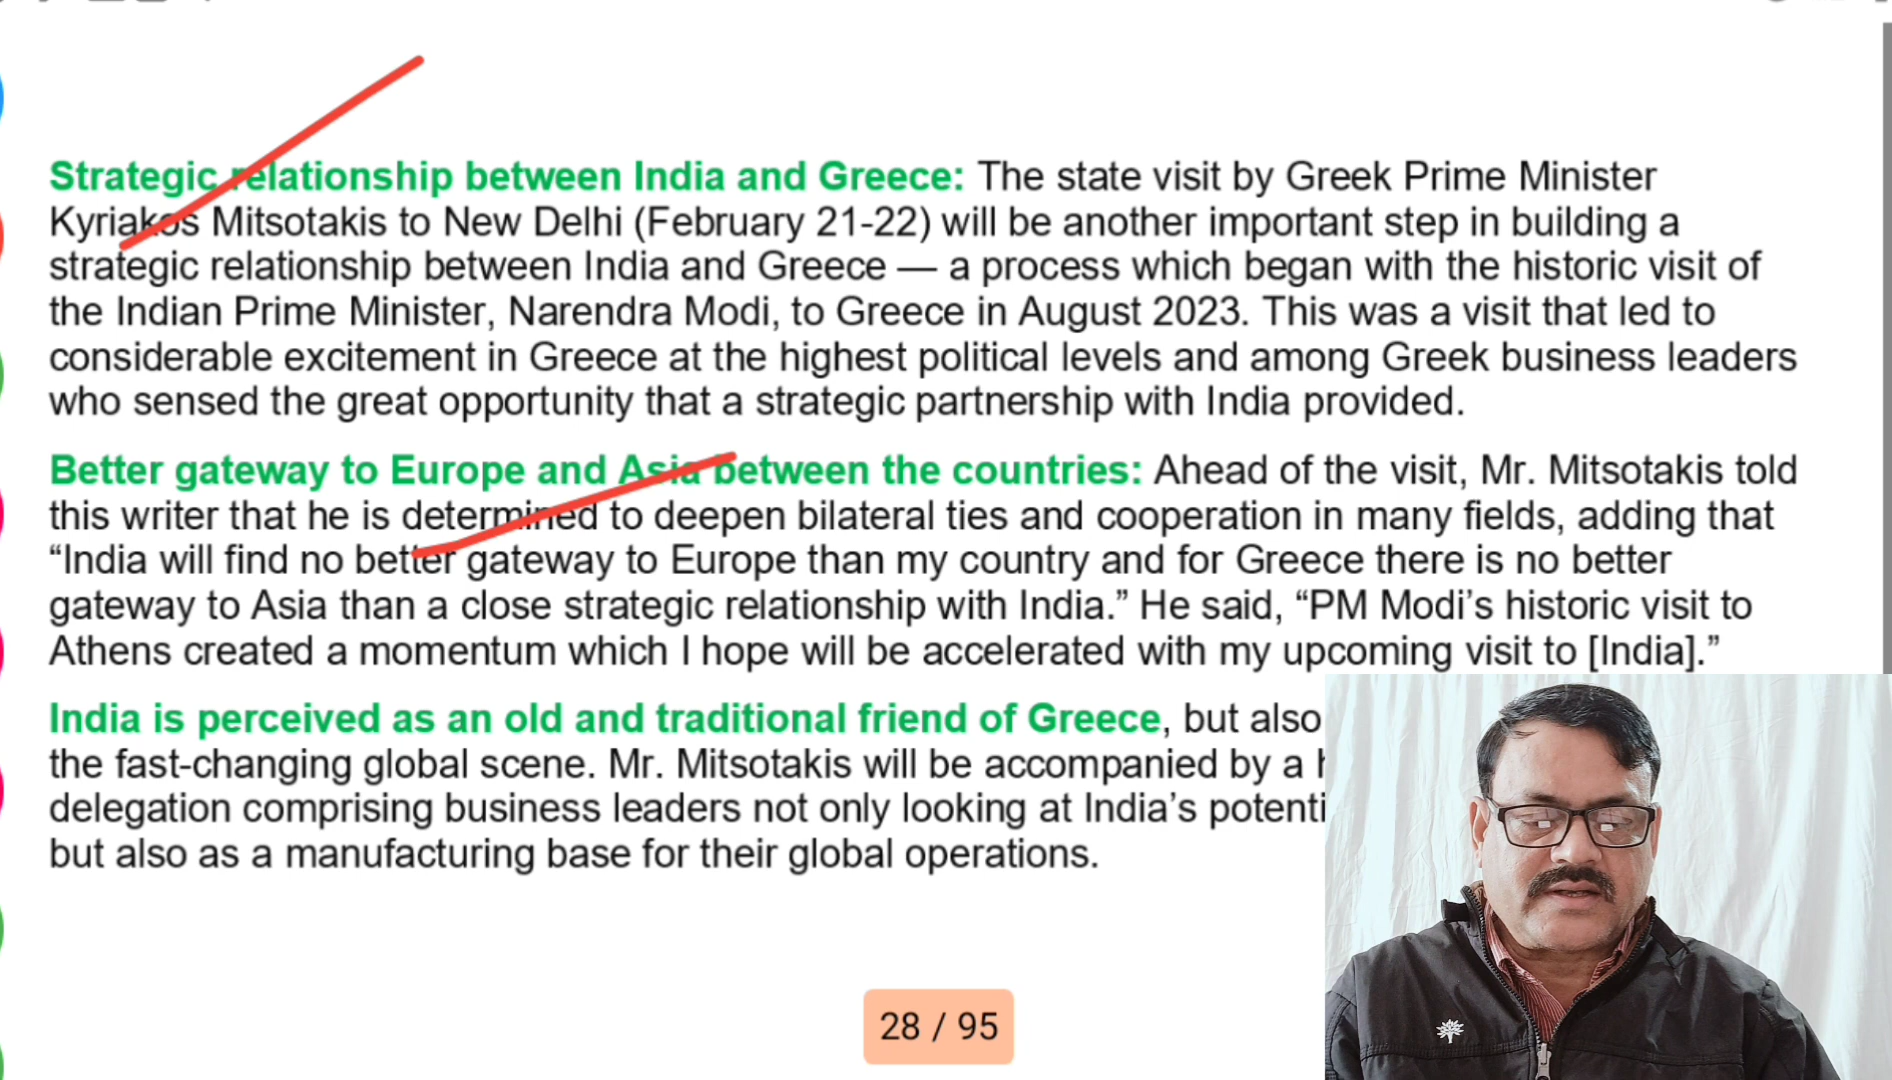 Strategic relationship between India and Greece: The state visit by Greek Prime Minister
Kyriakos Mitsotakis to New Delhi (February 21-22) will be another important step in building a
strategic relationship between India and Greece — a process which began with the historic visit of
the Indian Prime Minister, Narendra Modi, to Greece in August 2023. This was a visit that led to
considerable excitement in Greece at the highest political levels and among Greek business leaders
who sensed the great opportunity that a strategic partnership with India provided.
Better gateway to Europe and Asia between the countries: Ahead of the visit, Mr. Mitsotakis told
this writer that he is determined to deepen bilateral ties and cooperation in many fields, adding that
“India will find no better gateway to Europe than my country and for Greece there is no better
gateway to Asia than a close strategic relationship with India.” He said, “PM Modi’s historic visit to
Athens created a momentum which I hope will be accelerated with my upcoming visit to [India].”
India is perceived as an old and traditional friend of Greece, but also
the fast-changing global scene. Mr. Mitsotakis will be accompanied by a
delegation comprising business leaders not only looking at India’s potenti
but also as a manufacturing base for their global operations.
28 / 95